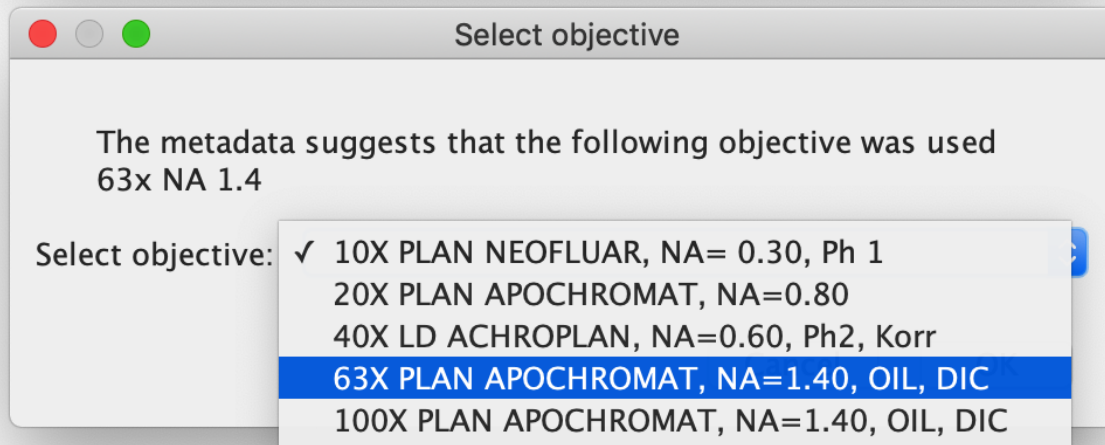 Select objective
The metadata suggests that the following objective was used
63x NA 1.4
Select objective:
✓ 10X PLAN NEOFLUAR, NA= 0.30, Ph 1
20X PLAN APOCHROMAT, NA=0.80
40X LD ACHROPLAN, NA=0.60, Ph2, Korr
63X PLAN APOCHROMAT, NA=1.40, OIL, DIC
100X PLAN APOCHROMAT, NA=1.40, OIL, DIC